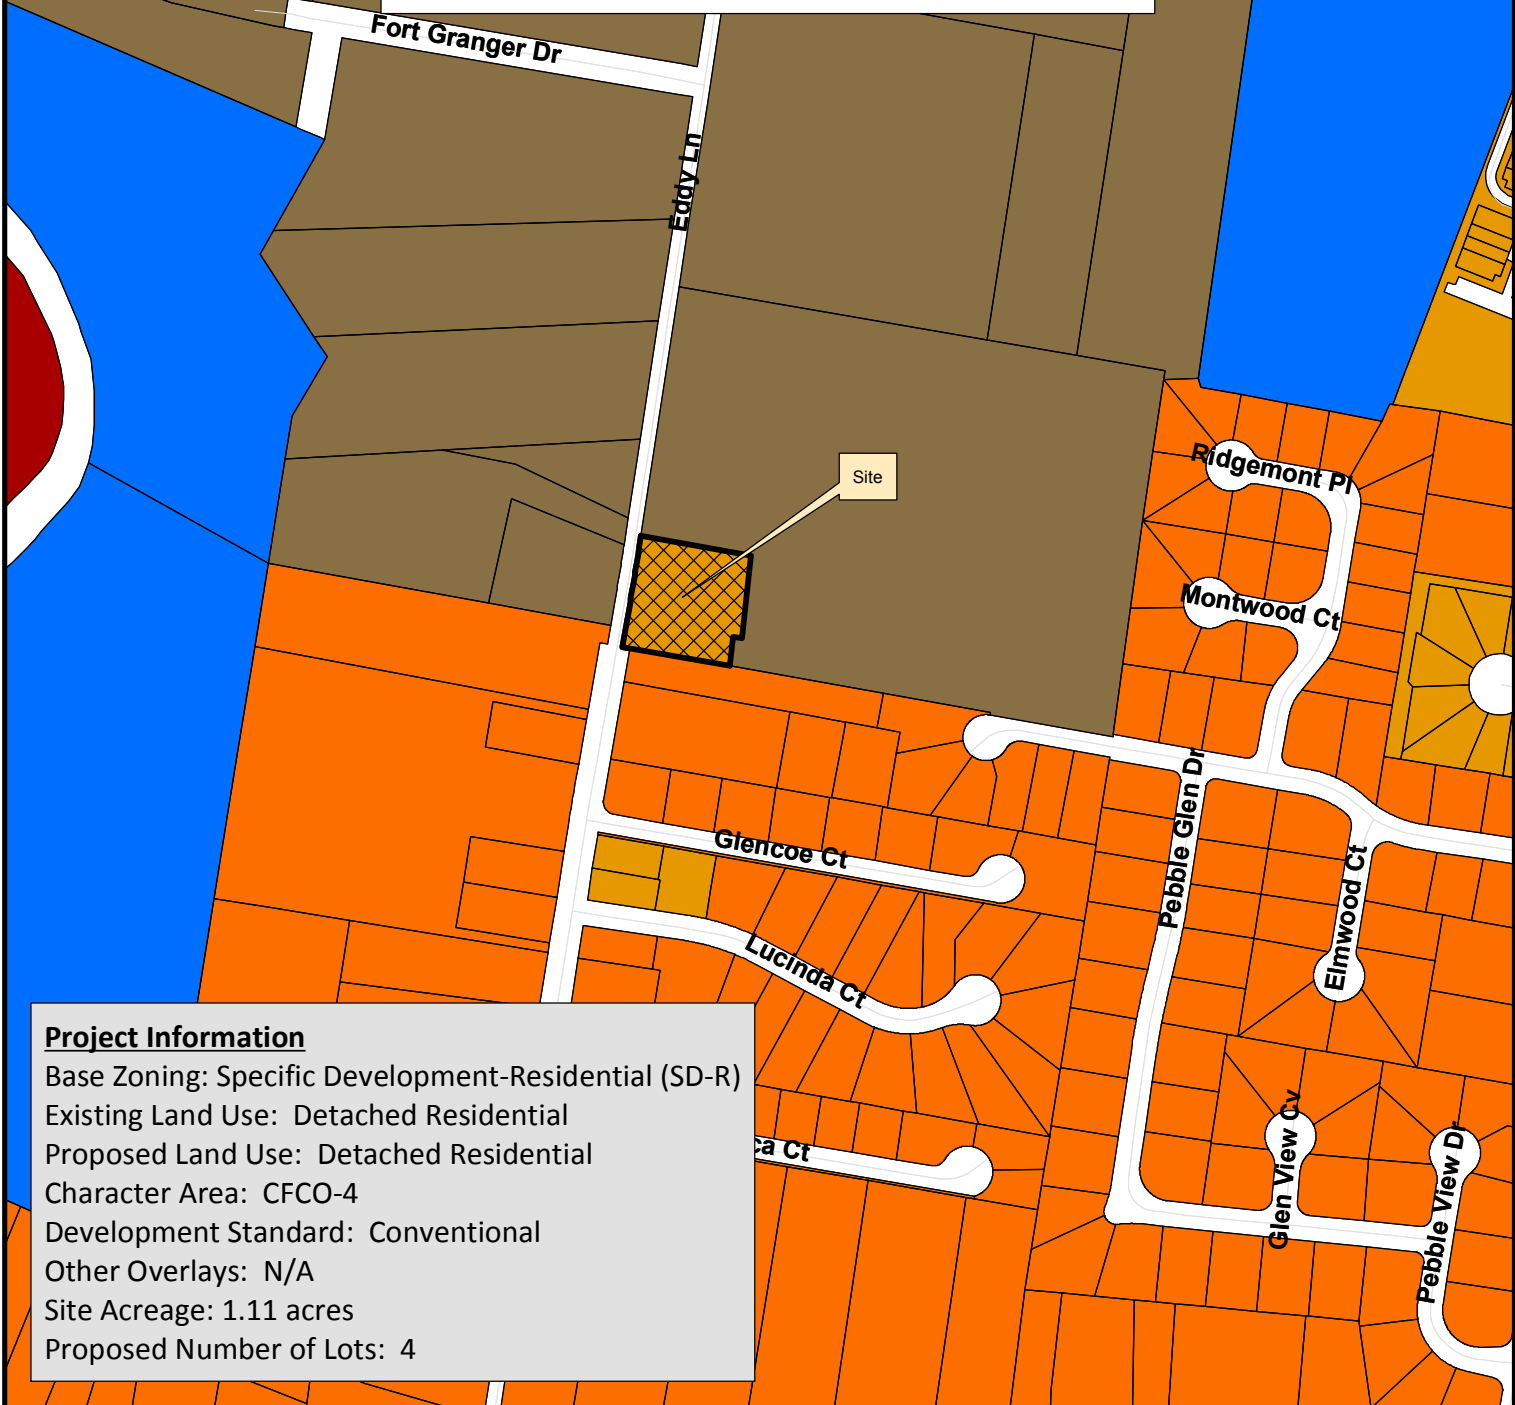 Fort Granger Dr
Eddy Ln
Site
Ridgemont Pl
Montwood Ct
Pebble Glen Dr
Glencoe Ct
Elmwood Ct
Lucinda Ct
Project Information
Base Zoning: Specific Development-Residential (SD-R)
Existing Land Use: Detached Residential
Proposed Land Use: Detached Residential
Character Area: CFCO-4
Development Standard: Conventional
Other Overlays: N/A
Site Acreage: 1.11 acres
Proposed Number of Lots: 4
ca Ct
Glen View Cv
Pebble View Dr